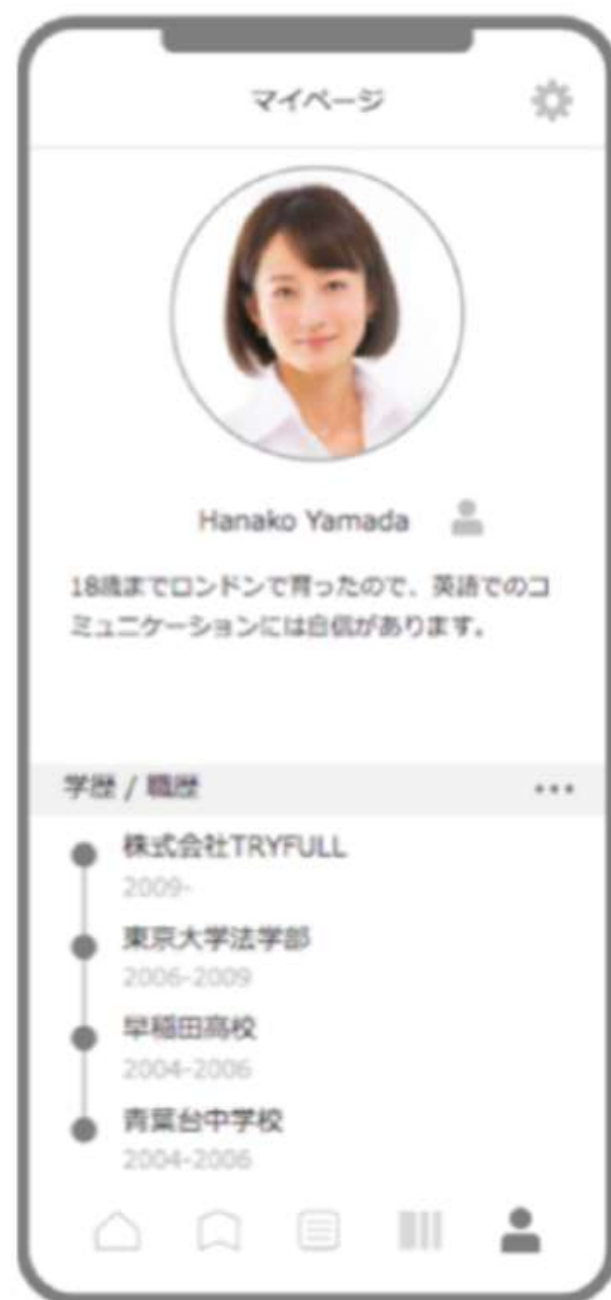 マイページ
Hanako Yamada
18歳までロンドンで育ったので、英語でのコ
ミュニケーションには自信があります。
学歴 / 職歴
株式会社TRYFULL
2009-
東京大学法学部
2006-2009
早稲田高校
2004-2006
青葉台中学校
2004-2006